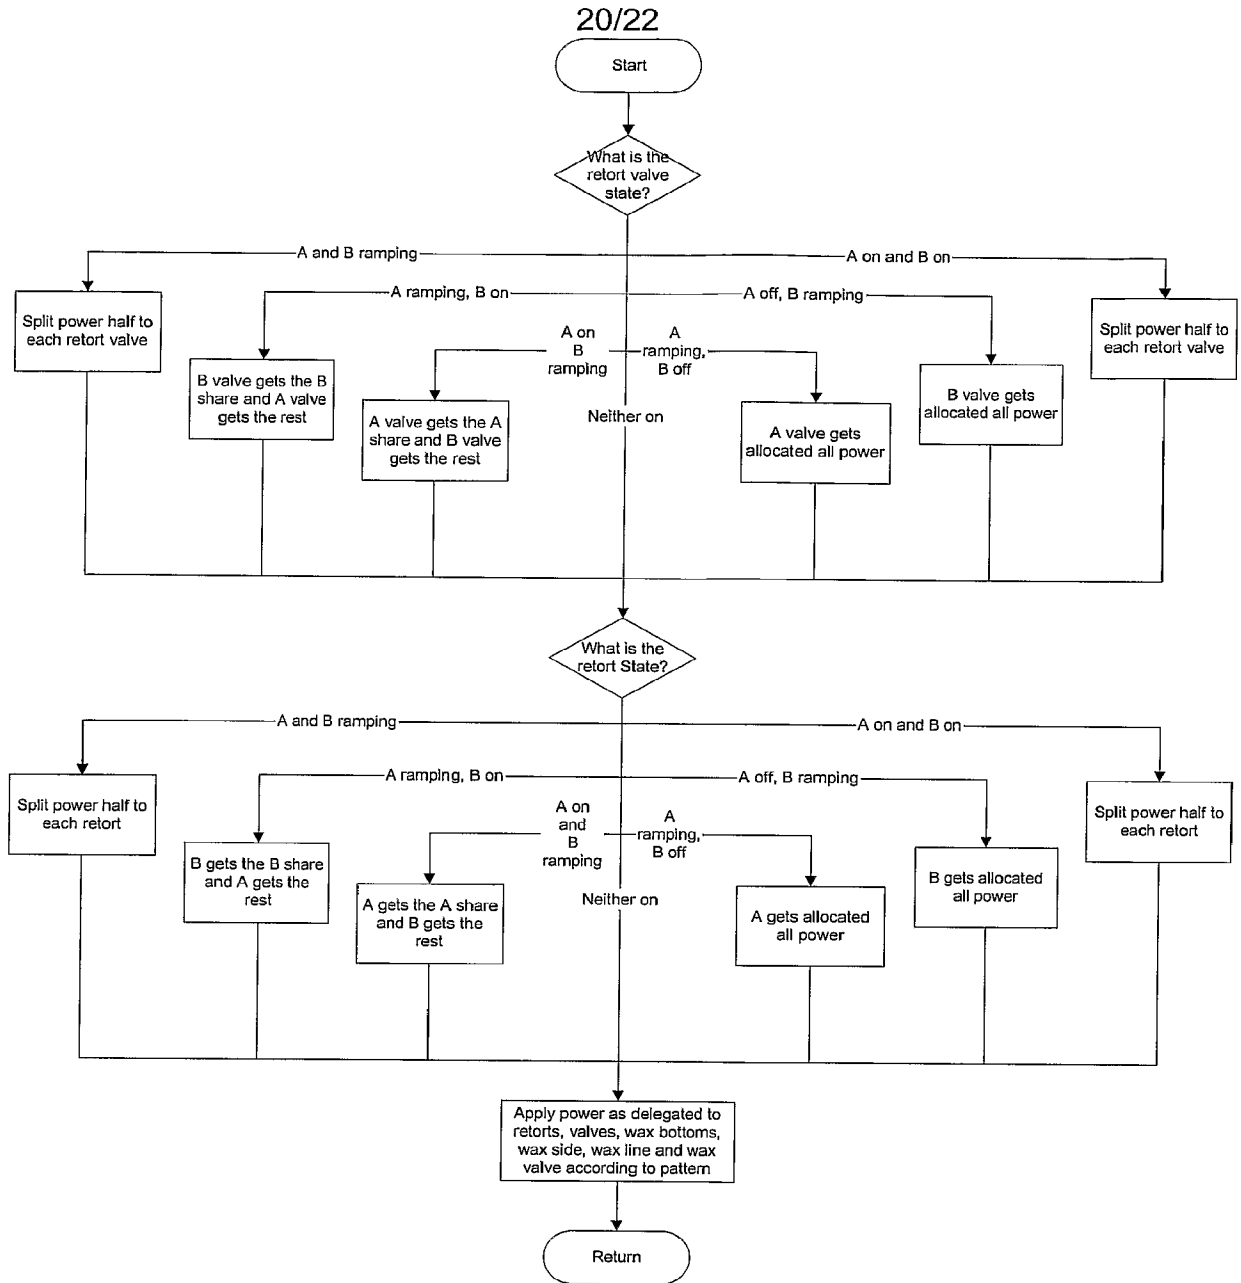 20/22
Start
What is the
retort valve
state?
A and B ramping
A on and B on
Split power half to
each retort valve
A ramping, B on
A off, B ramping
Split power half to
each retort valve
B valve gets the B
share and A valve
gets the rest
A on
B
ramping
A
ramping,
B off
B valve gets
allocated all power
A valve gets the A
share and B valve
gets the rest
Neither on
A valve gets
allocated all power
What is the
retort State?
A and B ramping
A on and B on
Split power half to
each retort
A ramping, B on
A off, B ramping
Split power half to
each retort
B gets the B share
and A gets the
rest
A on
and
B
ramping
A
ramping,
B off
B gets allocated
all power
A gets the A share
and B gets the
rest
Neither on
A gets allocated
all power
Apply power as delegated to
retorts, valves, wax bottoms,
wax side, wax line and wax
valve according to pattern
Return